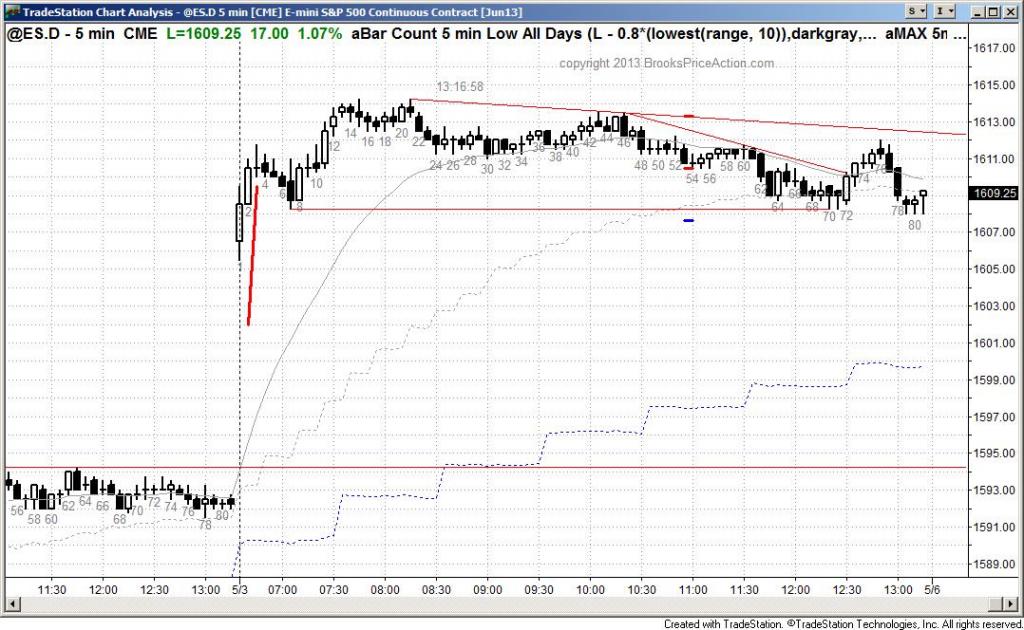 TradeStation Chart Analysis - @ES.D 5 min [CME] E-mini S&P 500 Continuous Contract [Jun13]
S I
@ES.D - 5 min CME L=1609.25 17.00 1.07% aBar Count 5 min Low All Days (L - 0.8*(lowest(range, 10)),darkgray,... aMAX 5n ...
copyright 2013 BrooksPriceAction.com
13:16:58
1617.00
1615.00
1613.00
1611.00
1609.25
1607.00
1605.00
1603.00
1601.00
1599.00
1597.00
1595.00
1593.00
1591.00
1589.00
2 4 6 8 10 12 14 16 18 20 22 24 26 28 30 32 34 36 38 40 42 44 46 48 50 52 54 56 58 60 62 64 66 68 70 72 74 76 78 80
56 58 60 62 64 66 68 70 72 74 76 78 80
11:30 12:00 12:30 13:00 5/3 07:00 07:30 08:00 08:30 09:00 09:30 10:00 10:30 11:00 11:30 12:00 12:30 13:00 5/6
Created with TradeStation. ©TradeStation Technologies, Inc. All rights reserved.